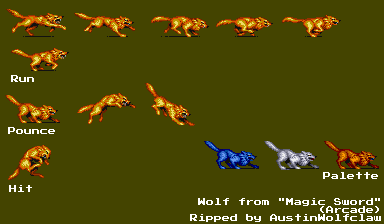 Run
Pounce
Palette
Hit
Wolf from "Magic Sword"
(Arcade)
Ripped by AustinWolfclaw